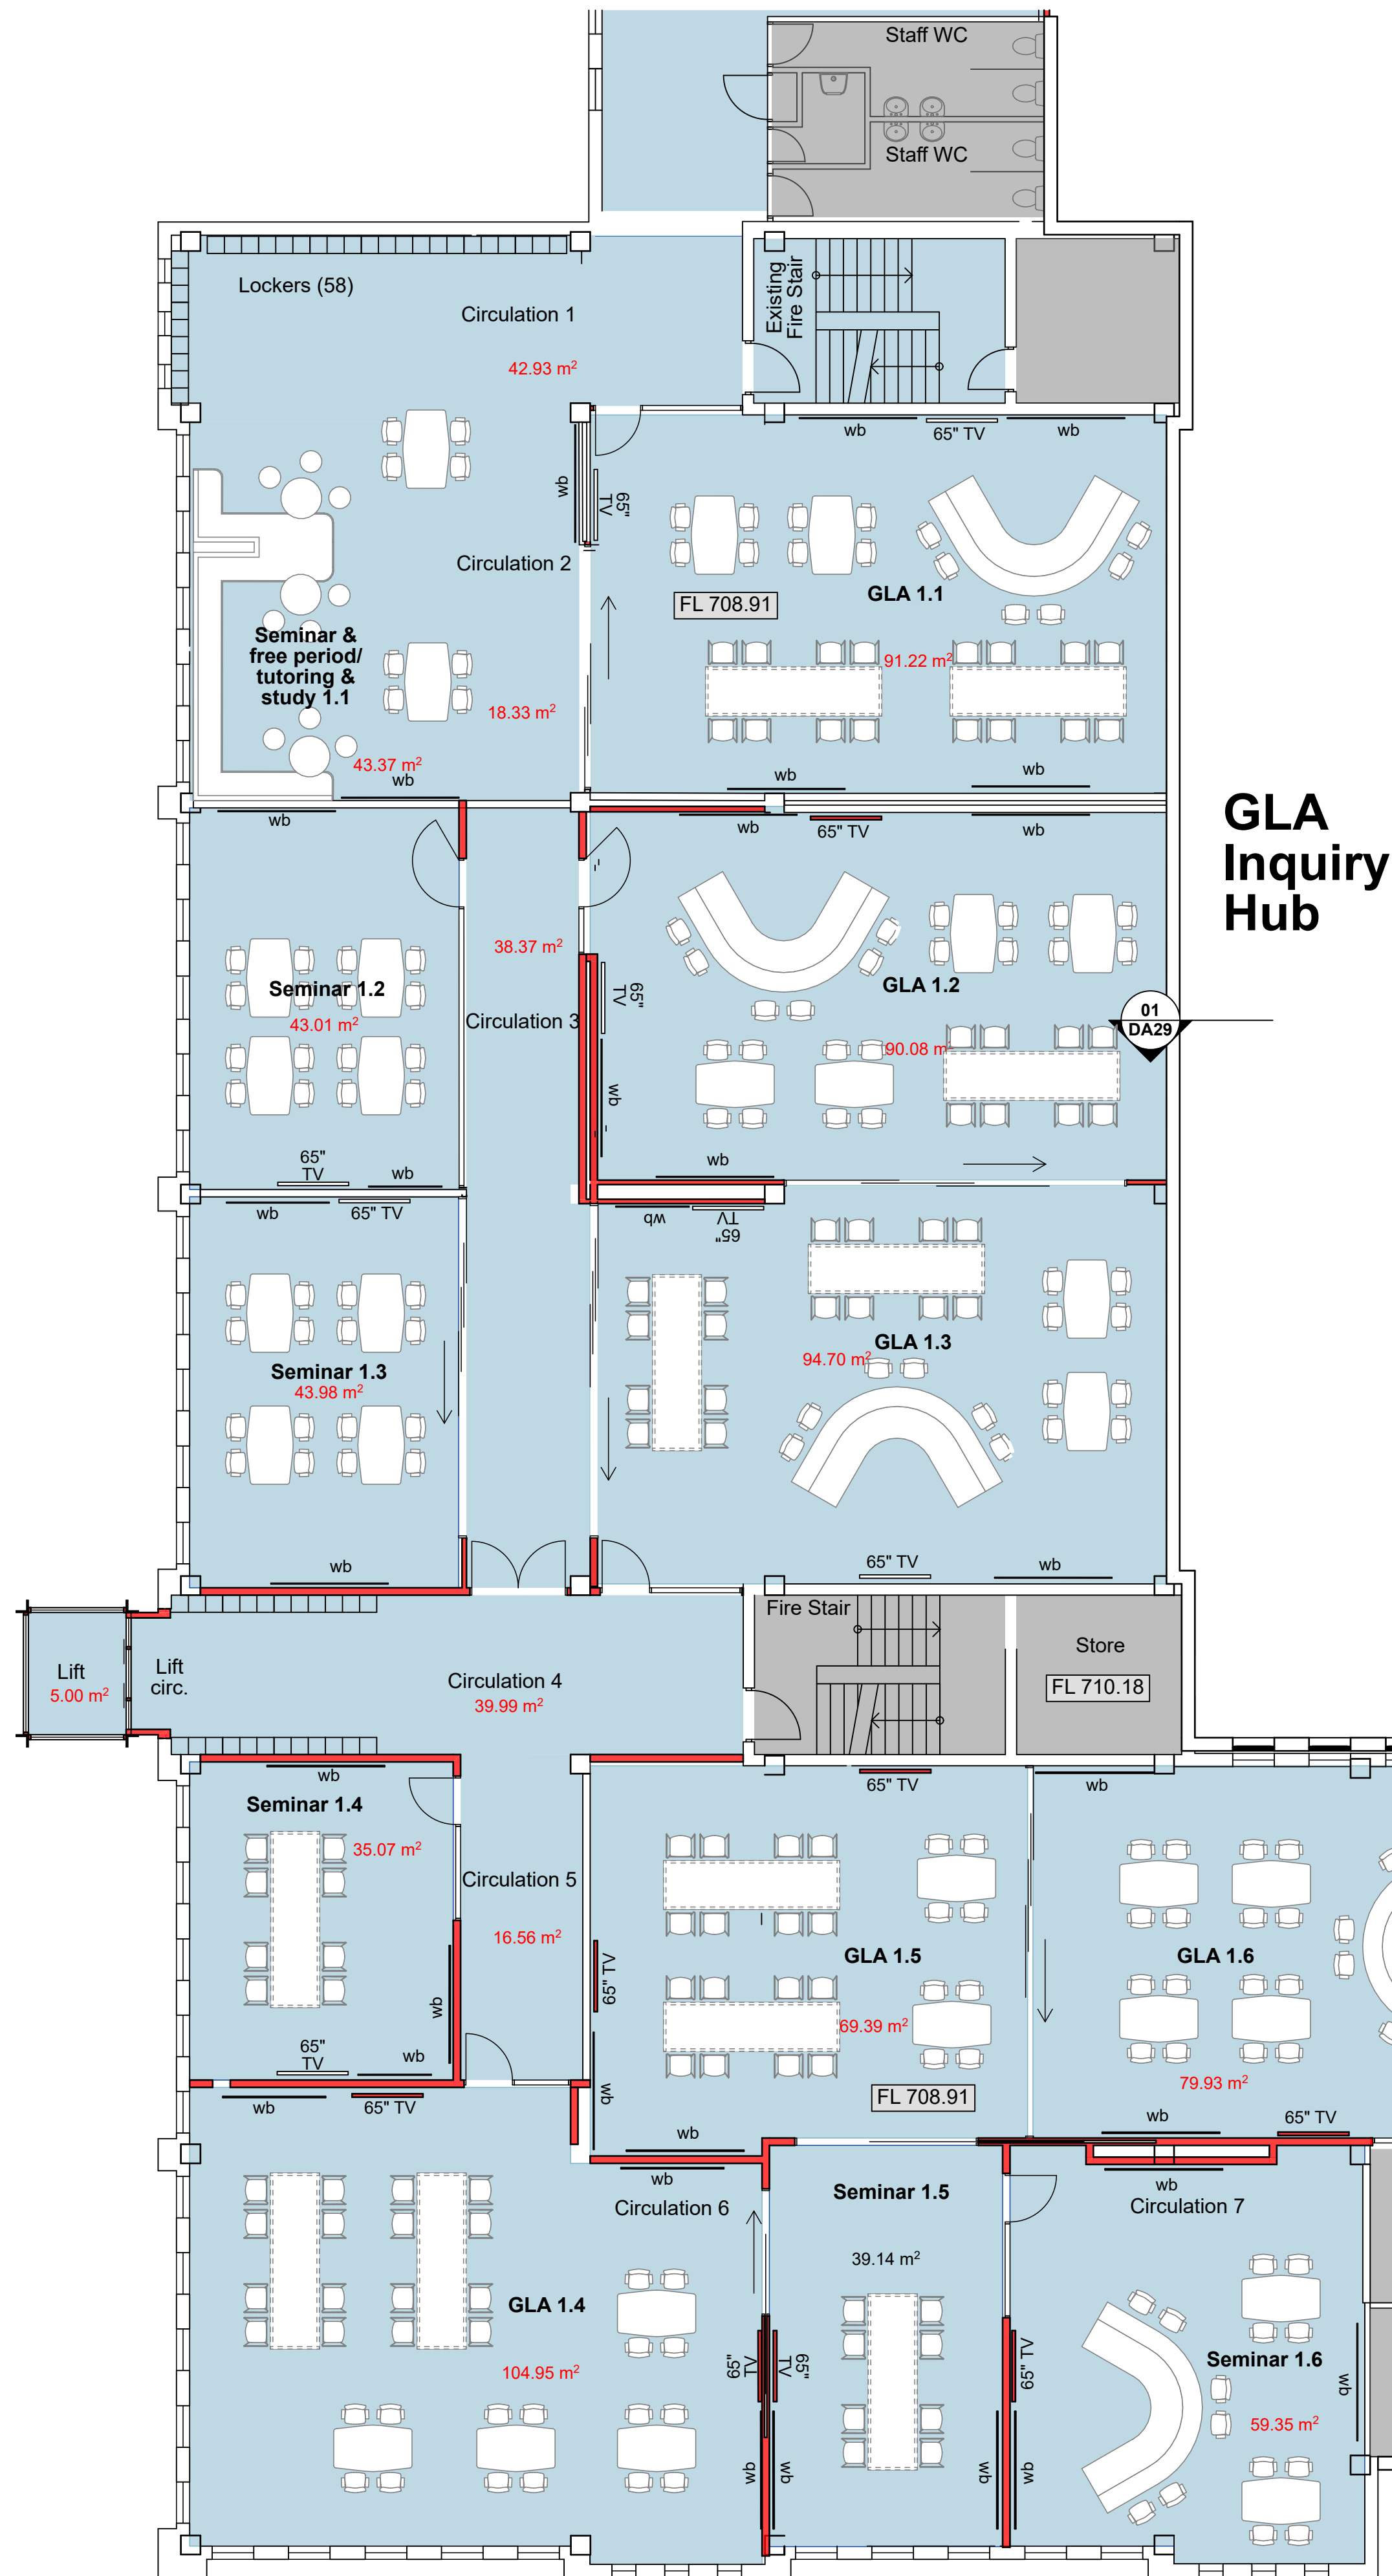 Staff WC
Staff WC
Existing
Fire Stair
Lockers (58)
Circulation 1
42.93 m²
wb
65" TV
wb
wb
65"
TV
Circulation 2
GLA 1.1
FL 708.91
91.22 m²
Seminar &
free period/
tutoring &
study 1.1
18.33 m²
43.37 m²
wb
wb
wb
wb
wb
65" TV
wb
GLA
Inquiry
Hub
38.37 m²
65"
TV
GLA 1.2
Seminar 1.2
43.01 m²
Circulation 3
01
DA29
90.08 m²
wb
65"
TV
wb
wb
wb
65" TV
wb
65"
TV
GLA 1.3
94.70 m²
Seminar 1.3
43.98 m²
wb
65" TV
wb
Fire Stair
Store
FL 710.18
Lift
5.00 m²
Lift
circ.
Circulation 4
39.99 m²
wb
65" TV
wb
Seminar 1.4
35.07 m²
Circulation 5
16.56 m²
GLA 1.5
GLA 1.6
65" TV
69.39 m²
wb
65"
TV
wb
79.93 m²
FL 708.91
wb
65" TV
wb
wb
wb
65" TV
wb
wb
Circulation 6
Seminar 1.5
Circulation 7
39.14 m²
GLA 1.4
104.95 m²
65"
TV
65"
TV
65" TV
Seminar 1.6
59.35 m²
wb
wb
wb
wb
wb